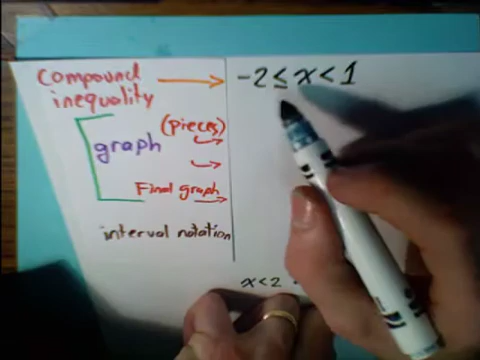 Compound inequality
-2 ≤ x < 1
(pieces)
graph
Final graph
interval notation
x < 2